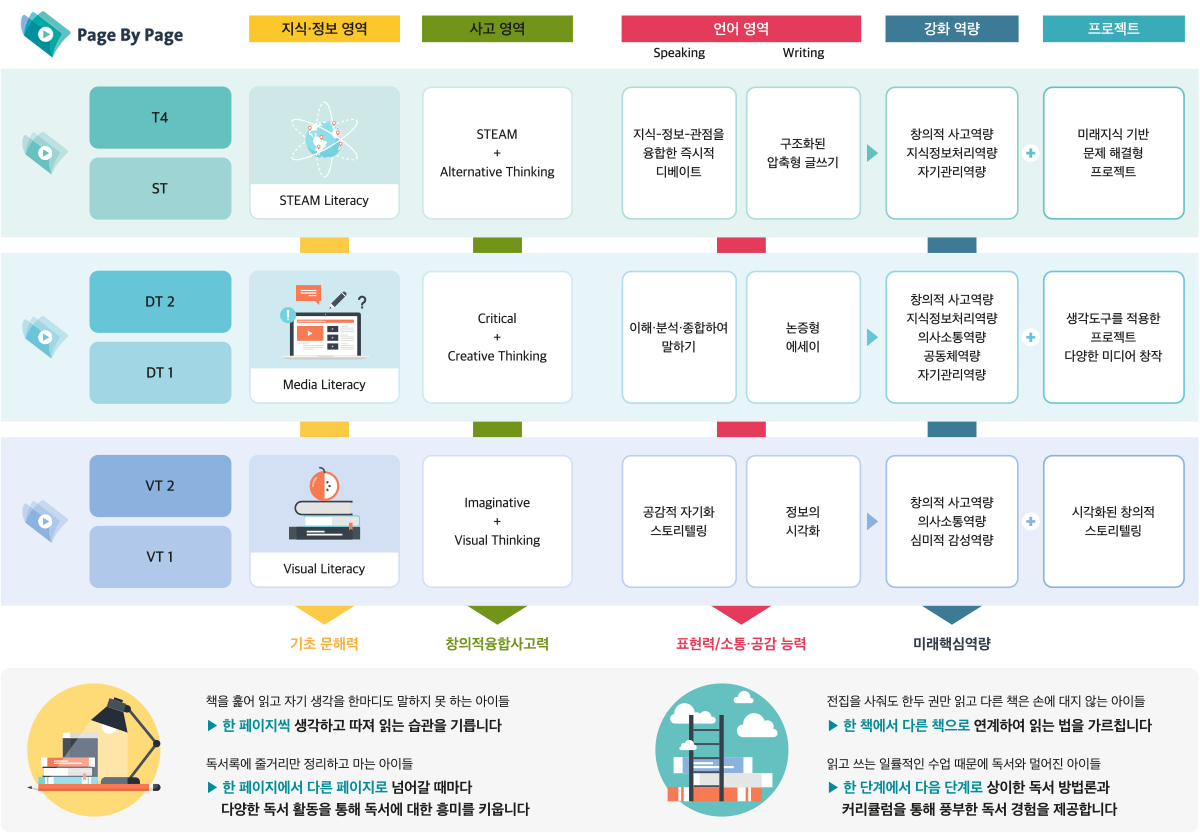 Page By Page
지식·정보 영역
사고 영역
언어 영역
Speaking
Writing
강화 역량
프로젝트
T4
ST
STEAM Literacy
STEAM
+
Alternative Thinking
지식-정보-관점을
융합한 즉시적
디베이트
구조화된
압축형 글쓰기
창의적 사고역량
지식정보처리역량
자기관리역량
+
미래지식 기반
문제 해결형
프로젝트
DT 2
DT 1
!
?
Media Literacy
Critical
+
Creative Thinking
이해·분석·종합하여
말하기
논증형
에세이
창의적 사고역량
지식정보처리역량
의사소통역량
공동체역량
자기관리역량
+
생각도구를 적용한
프로젝트
다양한 미디어 창작
VT 2
VT 1
Visual Literacy
Imaginative
+
Visual Thinking
공감적 자기화
스토리텔링
정보의
시각화
창의적 사고역량
의사소통역량
심미적 감성역량
+
시각화된 창의적
스토리텔링
기초 문해력
창의적융합사고력
표현력/소통·공감 능력
미래핵심역량
책을 훑어 읽고 자기 생각을 한마디도 말하지 못 하는 아이들
▶ 한 페이지씩 생각하고 따져 읽는 습관을 기릅니다
독서록에 줄거리만 정리하고 마는 아이들
▶ 한 페이지에서 다른 페이지로 넘어갈 때마다
다양한 독서 활동을 통해 독서에 대한 흥미를 키웁니다
전집을 사줘도 한두 권만 읽고 다른 책은 손에 대지 않는 아이들
▶ 한 책에서 다른 책으로 연계하여 읽는 법을 가르칩니다
읽고 쓰는 일률적인 수업 때문에 독서와 멀어진 아이들
▶ 한 단계에서 다음 단계로 상이한 독서 방법론과
커리큘럼을 통해 풍부한 독서 경험을 제공합니다